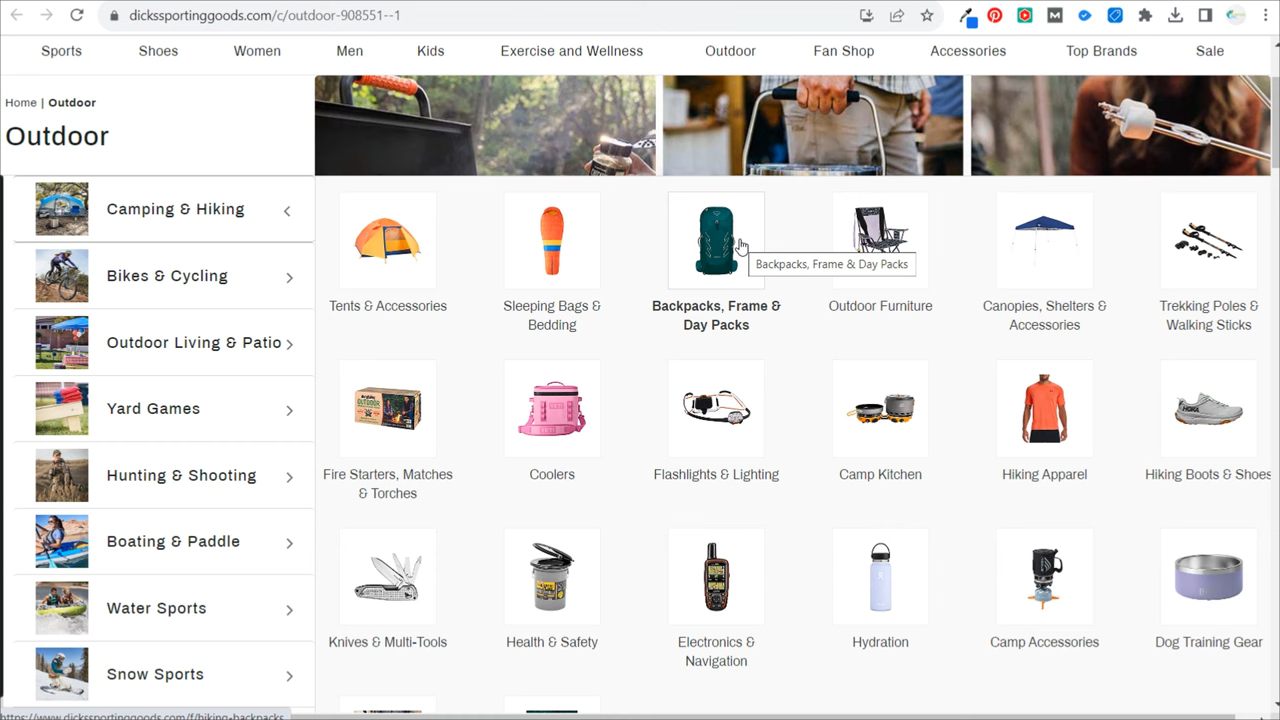 dickssportinggoods.com/c/outdoor-908551--1
Sports Shoes Women Men Kids Exercise and Wellness Outdoor Fan Shop Accessories Top Brands Sale
Home | Outdoor
Outdoor
Camping & Hiking
Bikes & Cycling
Outdoor Living & Patio
Yard Games
Hunting & Shooting
Boating & Paddle
Water Sports
Snow Sports
Backpacks, Frame & Day Packs
Tents & Accessories
Sleeping Bags &
Bedding
Backpacks, Frame &
Day Packs
Outdoor Furniture
Canopies, Shelters &
Accessories
Trekking Poles &
Walking Sticks
Fire Starters, Matches
& Torches
Coolers
Flashlights & Lighting
Camp Kitchen
Hiking Apparel
HOKA
Hiking Boots & Shoes
Knives & Multi-Tools
Health & Safety
Electronics &
Navigation
Hydration
Camp Accessories
Dog Training Gear
https://www.dickssportinggoods.com/f/hiking-backpacks